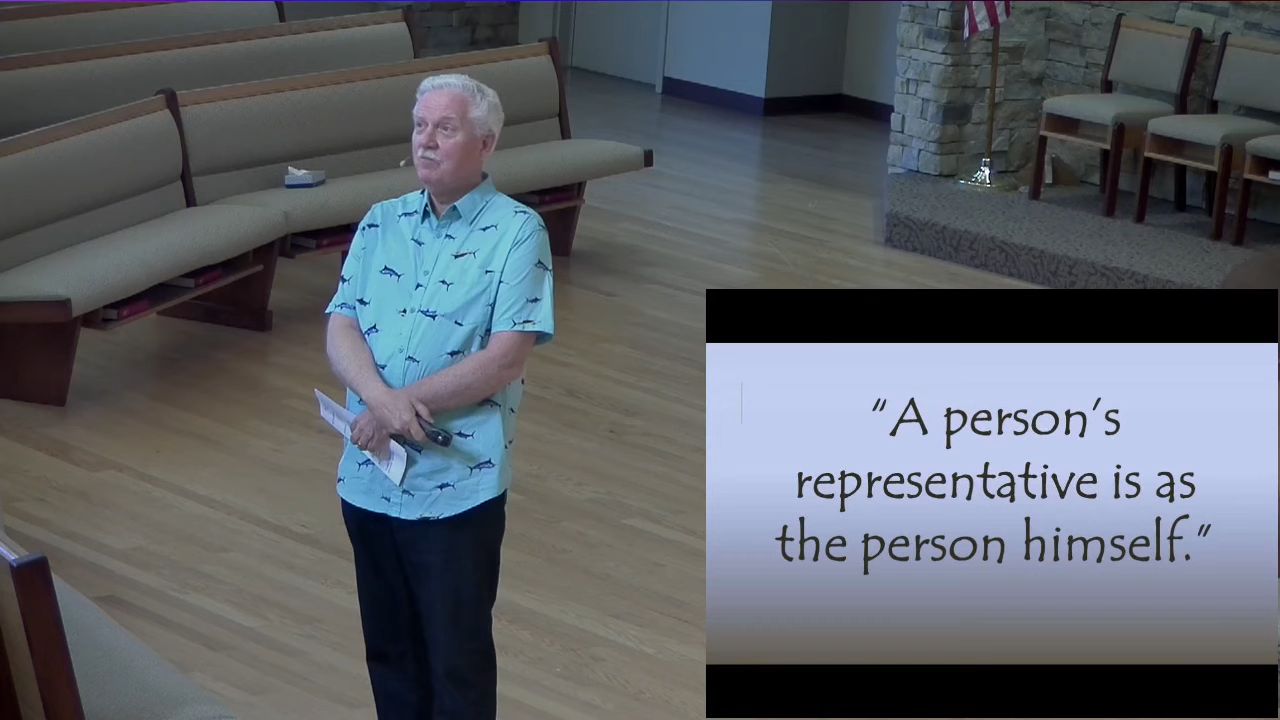 “A person’s
representative is as
the person himself.”